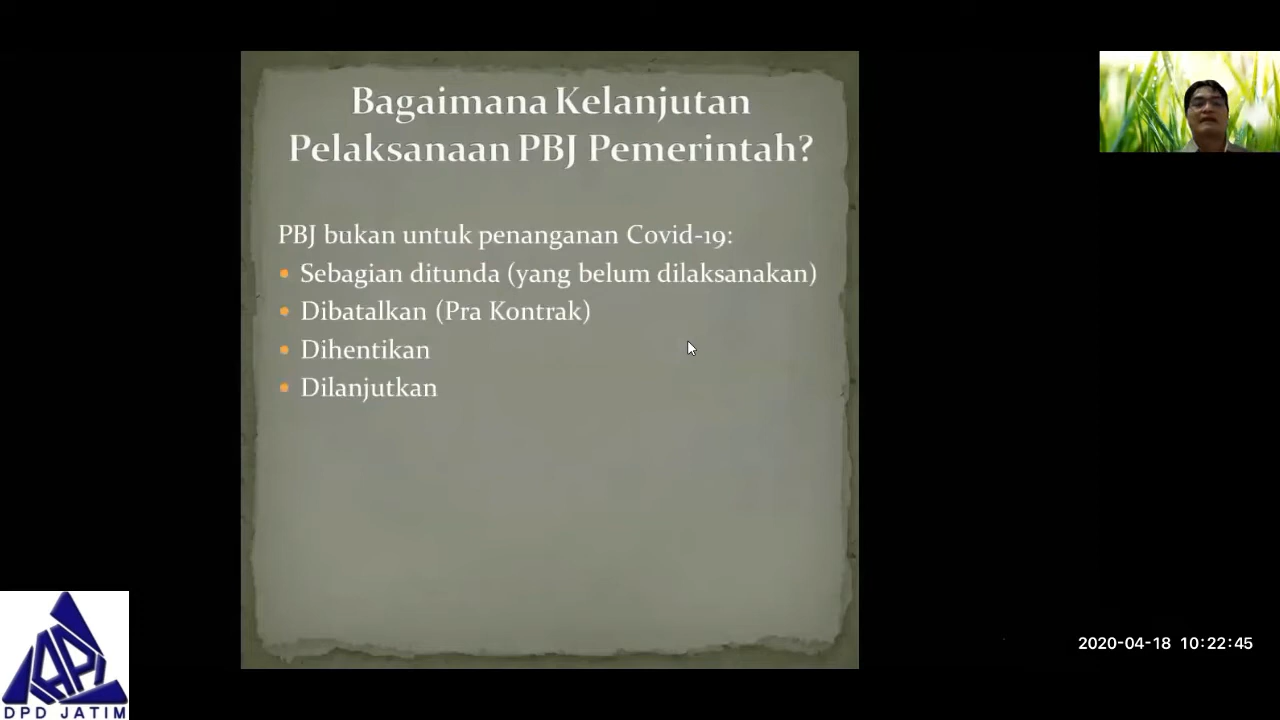 Bagaimana Kelanjutan
Pelaksanaan PBJ Pemerintah?
PBJ bukan untuk penanganan Covid-19:
• Sebagian ditunda (yang belum dilaksanakan)
• Dibatalkan (Pra Kontrak)
• Dihentikan
• Dilanjutkan
2020-04-18 10:22:45
IAPI
DPD JATIM